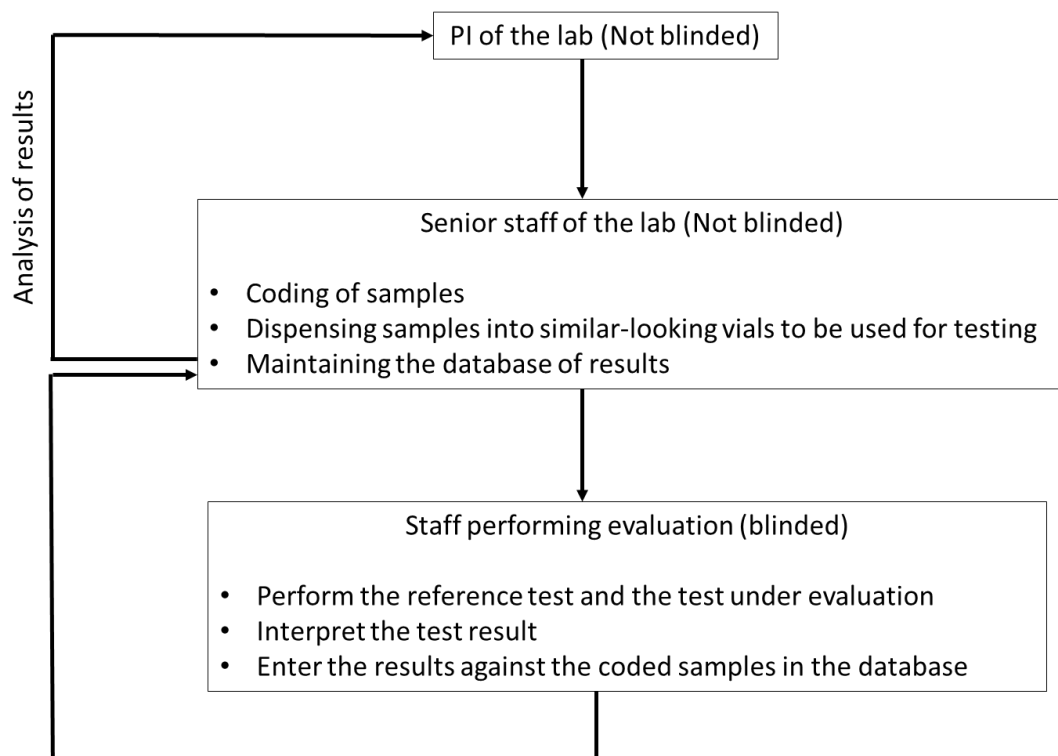 PI of the lab (Not blinded)
Analysis of results
Senior staff of the lab (Not blinded)
• Coding of samples
• Dispensing samples into similar-looking vials to be used for testing
• Maintaining the database of results
Staff performing evaluation (blinded)
• Perform the reference test and the test under evaluation
• Interpret the test result
• Enter the results against the coded samples in the database